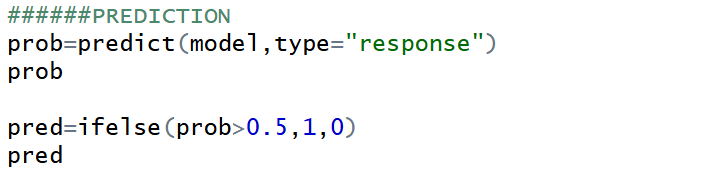 ######PREDICTION
prob=predict(model,type="response")
prob
pred=ifelse(prob>0.5,1,0)
pred